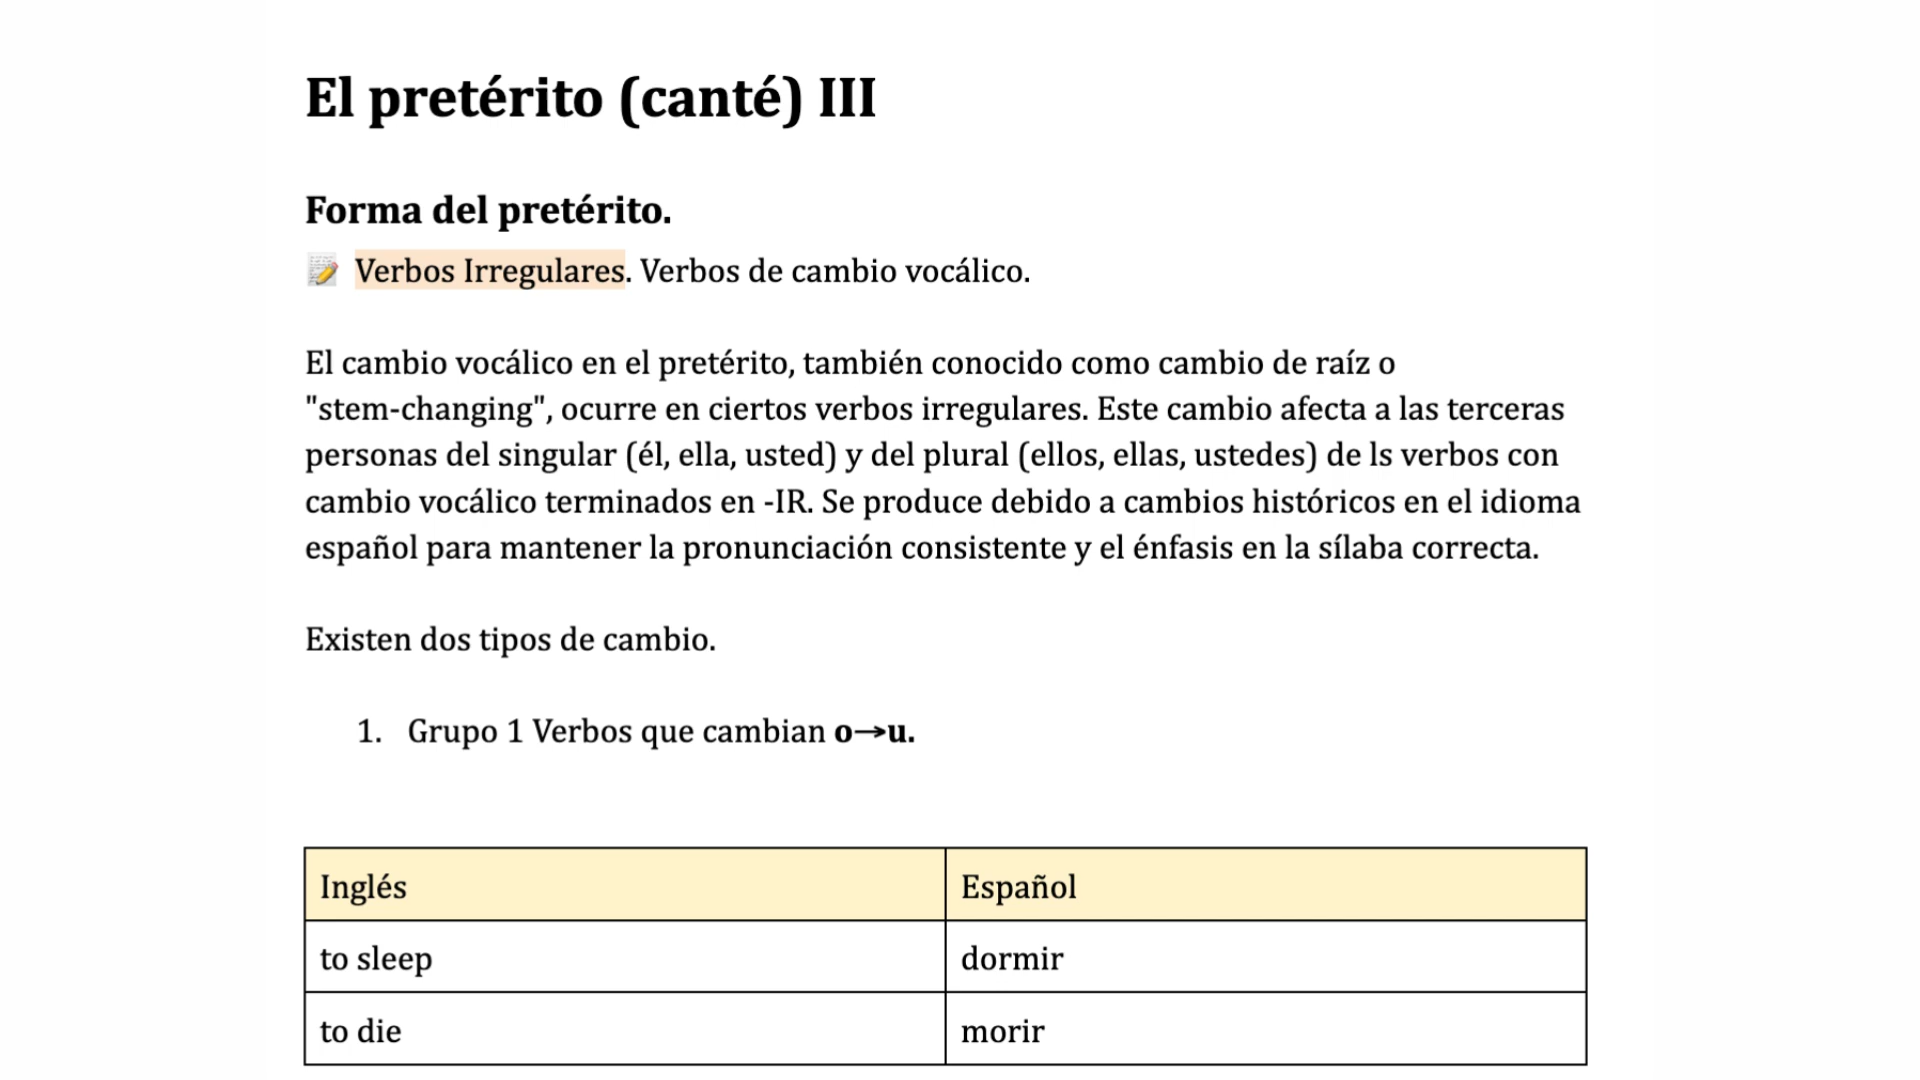 El pretérito (canté) III
Forma del pretérito.
📝 Verbos Irregulares. Verbos de cambio vocálico.
El cambio vocálico en el pretérito, también conocido como cambio de raíz o
"stem-changing", ocurre en ciertos verbos irregulares. Este cambio afecta a las terceras
personas del singular (él, ella, usted) y del plural (ellos, ellas, ustedes) de ls verbos con
cambio vocálico terminados en -IR. Se produce debido a cambios históricos en el idioma
español para mantener la pronunciación consistente y el énfasis en la sílaba correcta.
Existen dos tipos de cambio.
1. Grupo 1 Verbos que cambian o→u.
Inglés Español
to sleep dormir
to die morir